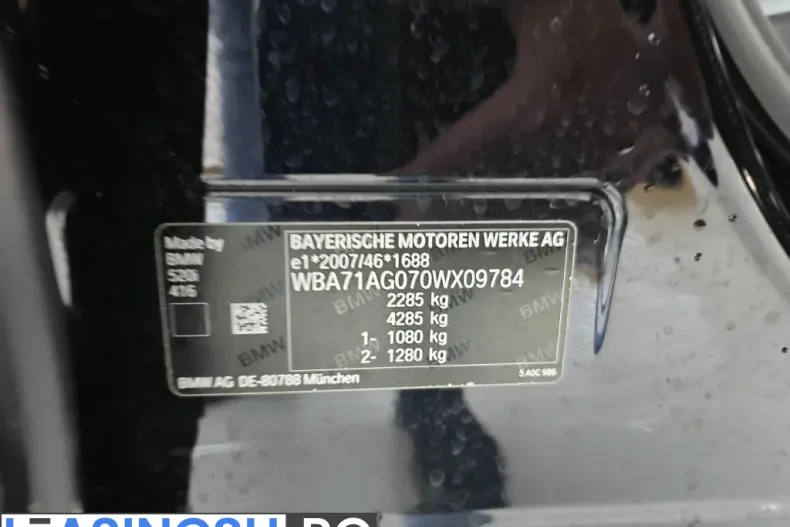 Made by
BMW
520i
416
BAYERISCHE MOTOREN WERKE AG
e1*2007/46*1688
WBA71AG070WX09784
2285 kg
4285 kg
1- 1080 kg
2- 1280 kg
BMW AG DE-80788 München
5 A0C 986